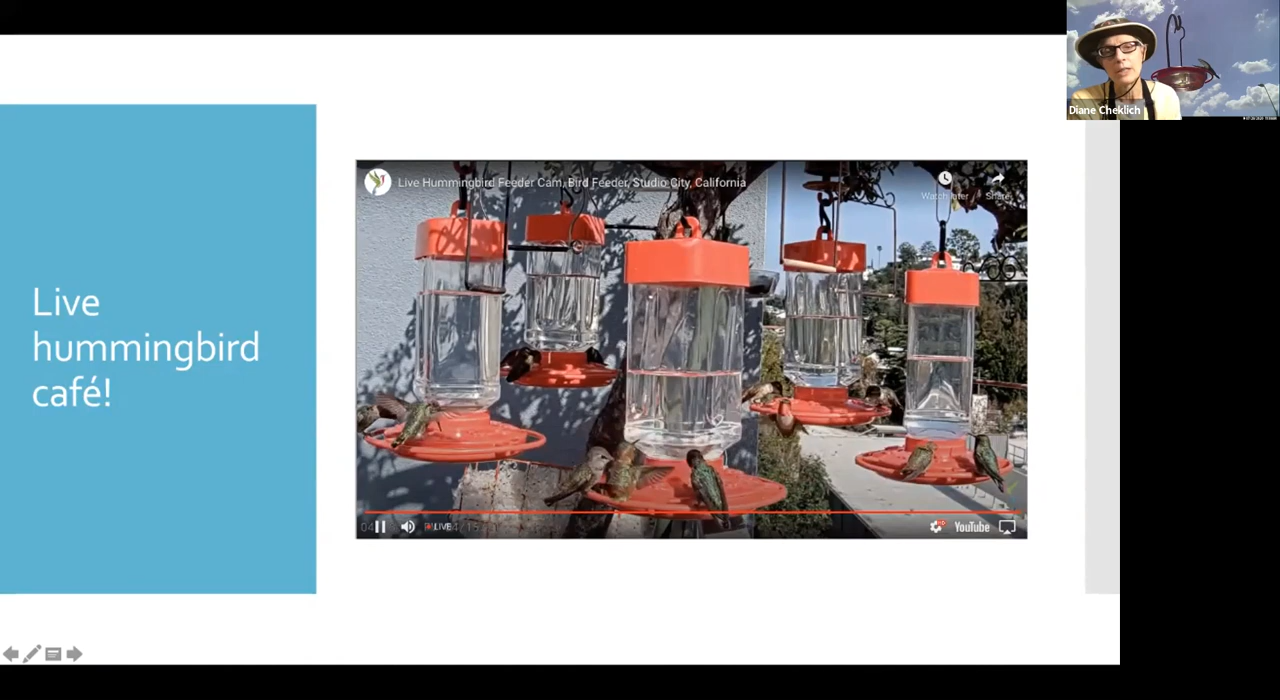 Diane Cheklich
Live Hummingbird Feeder Cam, Bird Feeder, Studio City, California
Watch later
Share
Live
hummingbird
café!
LIVE
YouTube